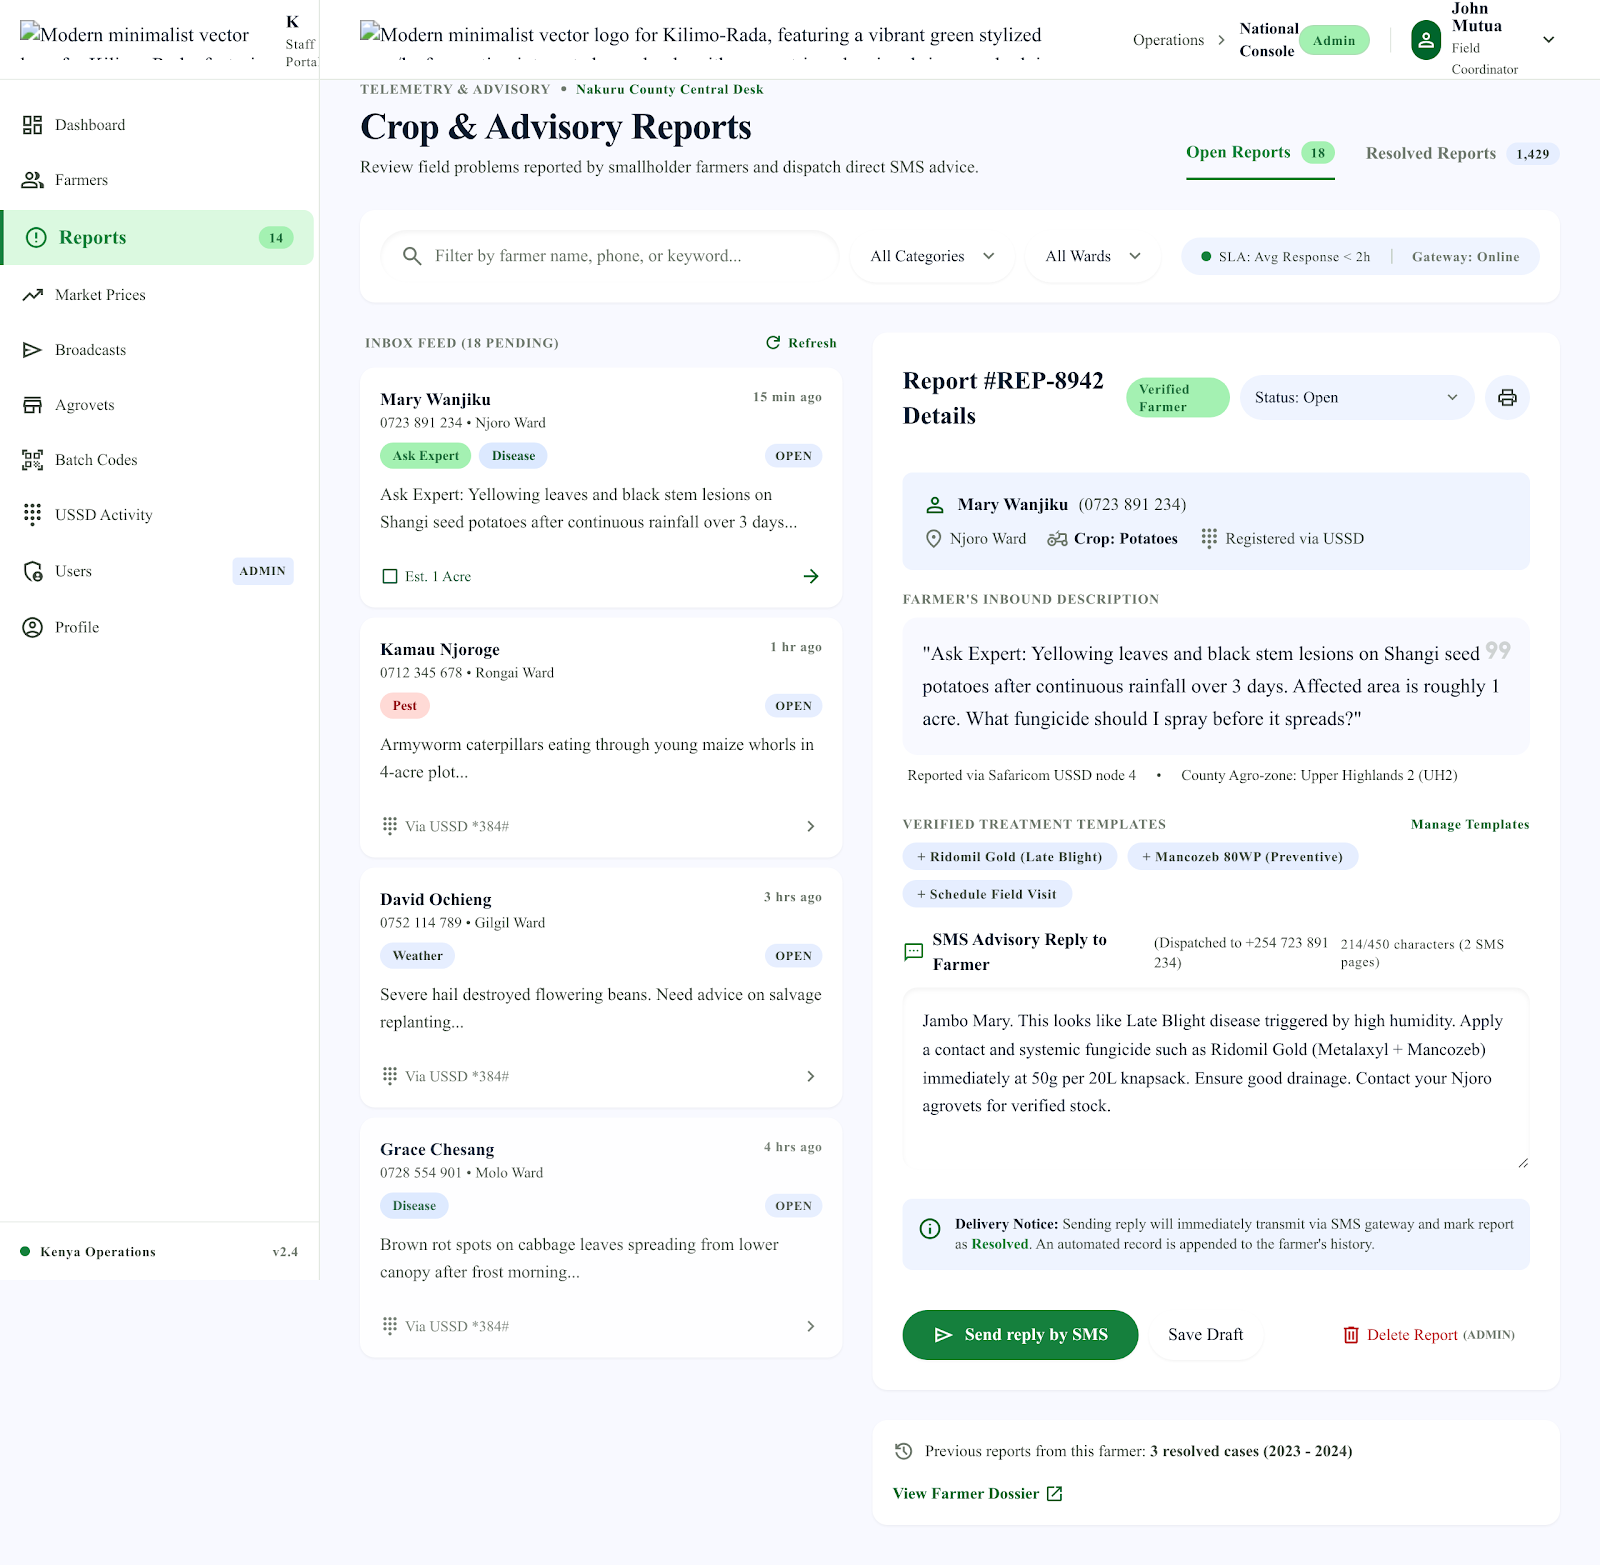 Modern minimalist vector
K
Staff
Porta
Dashboard
Farmers
Reports 14
Market Prices
Broadcasts
Agrovets
Batch Codes
USSD Activity
Users ADMIN
Profile
Kenya Operations v2.4
Modern minimalist vector logo for Kilimo-Rada, featuring a vibrant green stylized
Operations
National
Console
Admin
John
Mutua
Field
Coordinator
TELEMETRY & ADVISORY • Nakuru County Central Desk
Crop & Advisory Reports
Review field problems reported by smallholder farmers and dispatch direct SMS advice.
Open Reports 18 Resolved Reports 1,429
Filter by farmer name, phone, or keyword...
All Categories
All Wards
SLA: Avg Response < 2h | Gateway: Online
INBOX FEED (18 PENDING) Refresh
Mary Wanjiku 15 min ago
0723 891 234 • Njoro Ward
Ask Expert Disease OPEN
Ask Expert: Yellowing leaves and black stem lesions on
Shangi seed potatoes after continuous rainfall over 3 days...
Est. 1 Acre
Kamau Njoroge 1 hr ago
0712 345 678 • Rongai Ward
Pest OPEN
Armyworm caterpillars eating through young maize whorls in
4-acre plot...
Via USSD *384#
David Ochieng 3 hrs ago
0752 114 789 • Gilgil Ward
Weather OPEN
Severe hail destroyed flowering beans. Need advice on salvage
replanting...
Via USSD *384#
Grace Chesang 4 hrs ago
0728 554 901 • Molo Ward
Disease OPEN
Brown rot spots on cabbage leaves spreading from lower
canopy after frost morning...
Via USSD *384#
Report #REP-8942
Details
Verified
Farmer
Status: Open
Mary Wanjiku (0723 891 234)
Njoro Ward Crop: Potatoes Registered via USSD
FARMER'S INBOUND DESCRIPTION
"Ask Expert: Yellowing leaves and black stem lesions on Shangi seed
potatoes after continuous rainfall over 3 days. Affected area is roughly 1
acre. What fungicide should I spray before it spreads?"
Reported via Safaricom USSD node 4 • County Agro-zone: Upper Highlands 2 (UH2)
VERIFIED TREATMENT TEMPLATES Manage Templates
+ Ridomil Gold (Late Blight) + Mancozeb 80WP (Preventive)
+ Schedule Field Visit
SMS Advisory Reply to
Farmer
(Dispatched to +254 723 891
234)
214/450 characters (2 SMS
pages)
Jambo Mary. This looks like Late Blight disease triggered by high humidity. Apply
a contact and systemic fungicide such as Ridomil Gold (Metalaxyl + Mancozeb)
immediately at 50g per 20L knapsack. Ensure good drainage. Contact your Njoro
agrovets for verified stock.
Delivery Notice: Sending reply will immediately transmit via SMS gateway and mark report
as Resolved. An automated record is appended to the farmer's history.
Send reply by SMS Save Draft Delete Report (ADMIN)
Previous reports from this farmer: 3 resolved cases (2023 - 2024)
View Farmer Dossier